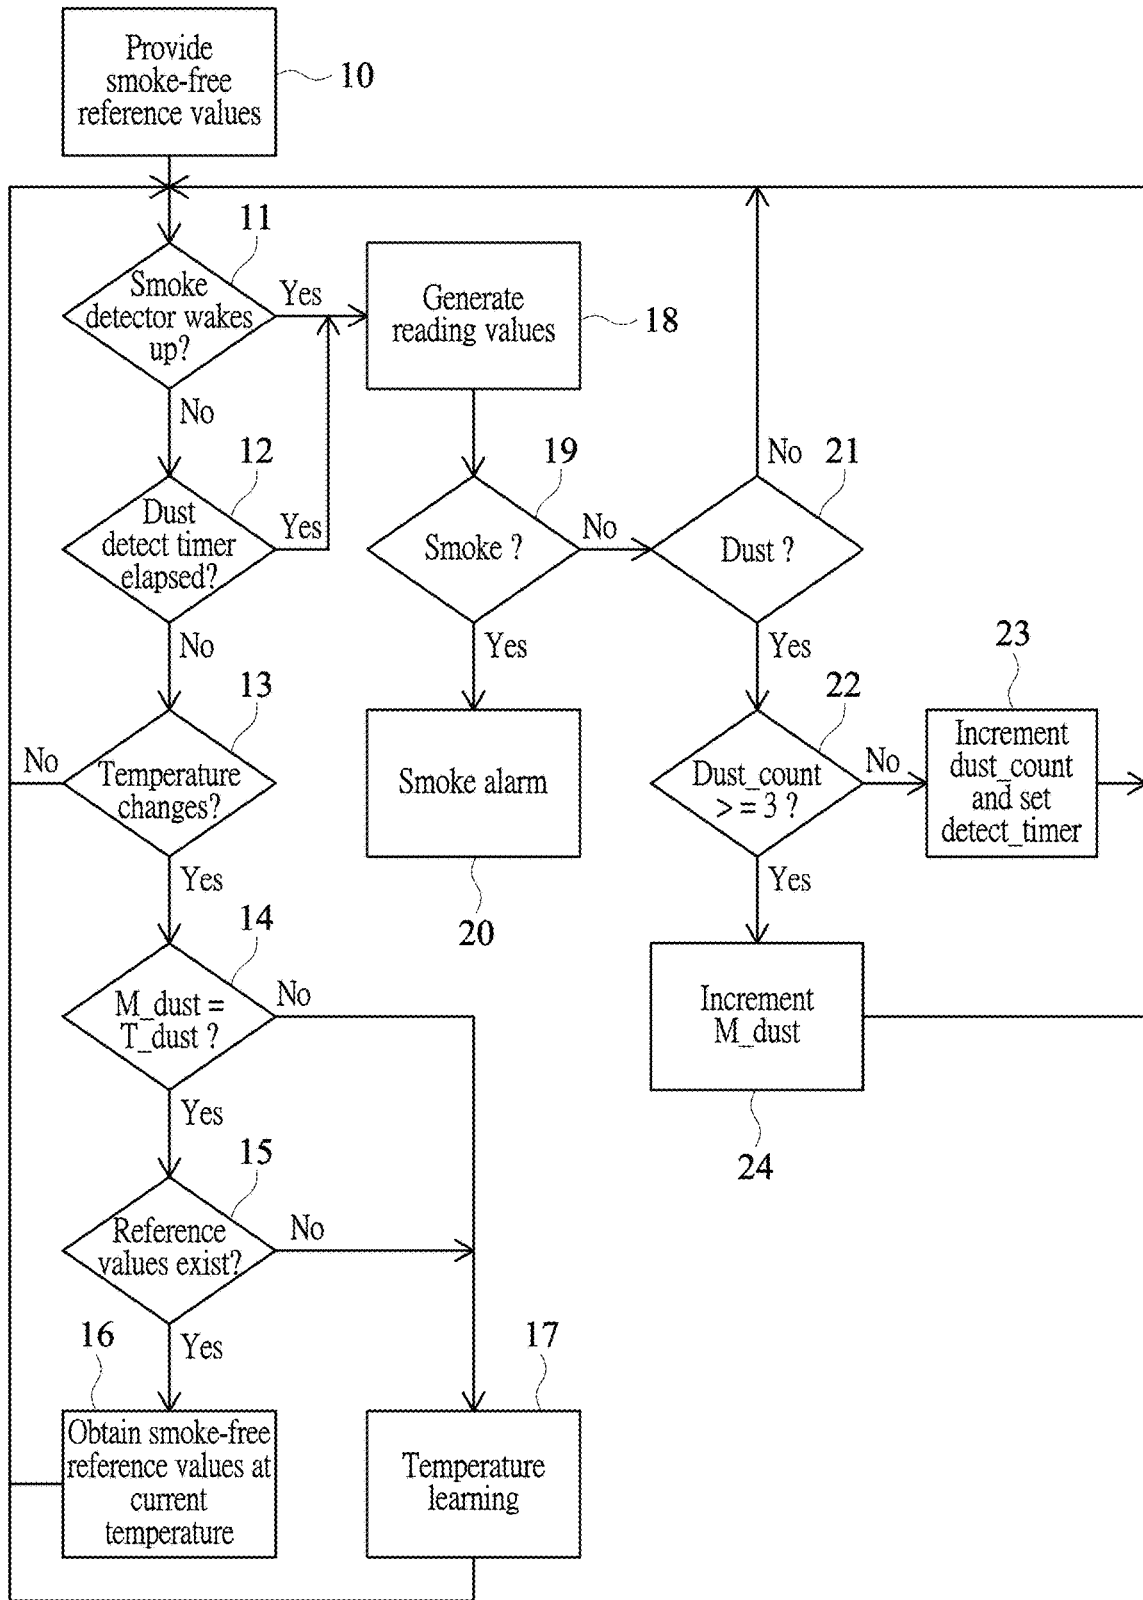 Provide
smoke-free
reference values
10
11
Smoke
detector wakes
up?
Yes
No
Generate
reading values
18
12
Dust
detect timer
elapsed?
Yes
No
19
Smoke ?
No
Yes
21
No
Dust ?
Yes
13
Temperature
changes?
No
Yes
Smoke alarm
20
22
Dust_count
> = 3 ?
No
Yes
23
Increment
dust_count
and set
detect_timer
14
M_dust =
T_dust ?
No
Yes
Increment
M_dust
24
15
Reference
values exist?
No
Yes
16
Obtain smoke-free
reference values at
current
temperature
17
Temperature
learning